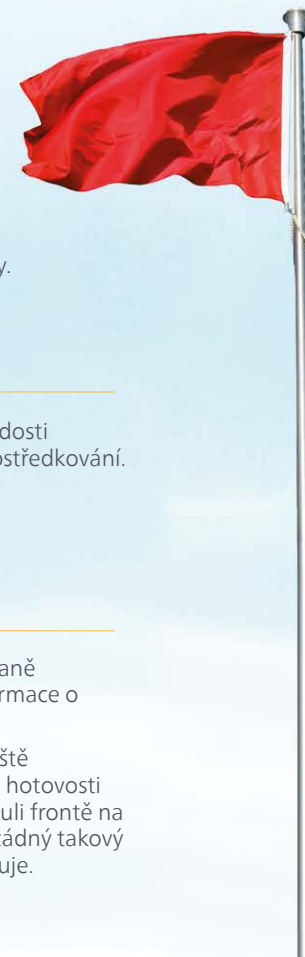 y.
dosti
ostředkování.
aně
rmace o
ště
hotovosti
uli frontě na
žádný takový
uje.